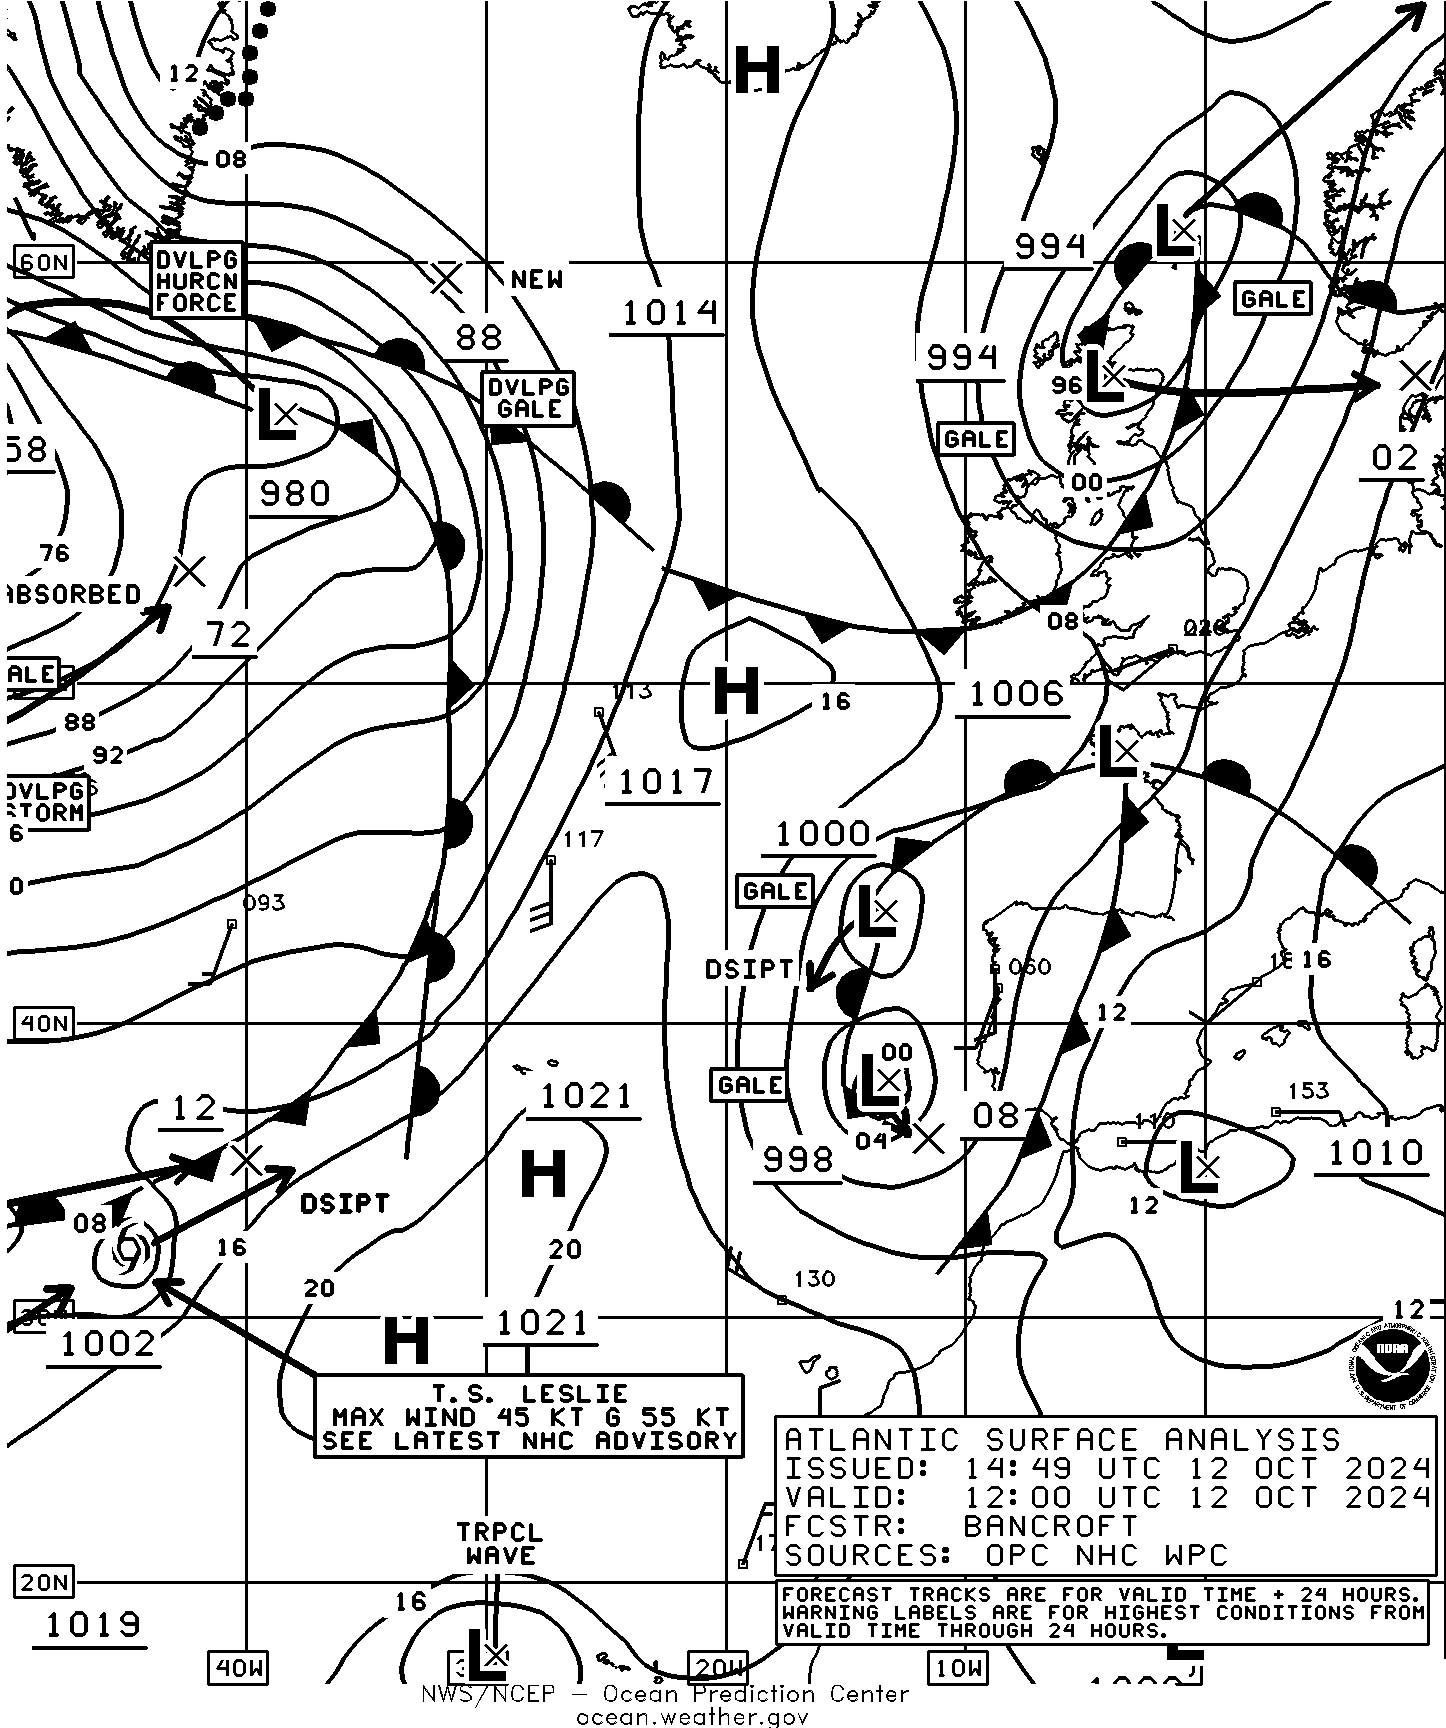 12
08
60N
DVLPG
HURCN
FORCE
NEW
994
1014
GALE
88
994
96
DVLPG
GALE
GALE
02
58
980
00
76
ABSORBED
08
026
72
113
16
1006
88
92
1017
DVLPG
STORM
6
1000
117
GALE
0
093
DSIPT
060
16
40N
12
00
GALE
1021
153
12
08
110
04
998
1010
DSIPT
12
08
16
20
20
130
12
1002
1021
NOAA
T.S. LESLIE
MAX WIND 45 KT G 55 KT
SEE LATEST NHC ADVISORY
ATLANTIC SURFACE ANALYSIS
ISSUED: 14:49 UTC 12 OCT 2024
VALID: 12:00 UTC 12 OCT 2024
FCSTR: BANCROFT
SOURCES: OPC NHC WPC
TRPCL
WAVE
20N
FORECAST TRACKS ARE FOR VALID TIME + 24 HOURS.
WARNING LABELS ARE FOR HIGHEST CONDITIONS FROM
VALID TIME THROUGH 24 HOURS.
16
1019
40W
20W
10W
NWS/NCEP – Ocean Prediction Center
ocean.weather.gov
H
H
H
H
L
L
L
L
L
L
L
L